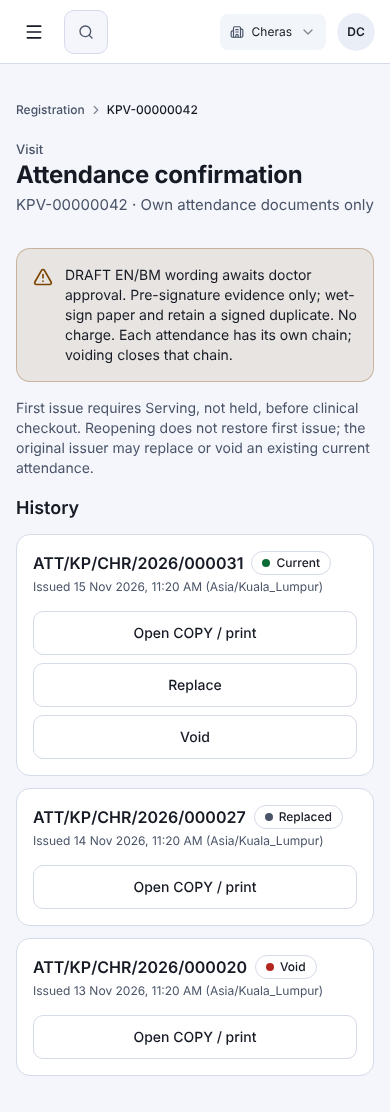 Cheras
DC
Registration > KPV-00000042
Visit
Attendance confirmation
KPV-00000042 · Own attendance documents only
DRAFT EN/BM wording awaits doctor
approval. Pre-signature evidence only; wet-
sign paper and retain a signed duplicate. No
charge. Each attendance has its own chain;
voiding closes that chain.
First issue requires Serving, not held, before clinical
checkout. Reopening does not restore first issue; the
original issuer may replace or void an existing current
attendance.
History
ATT/KP/CHR/2026/000031 Current
Issued 15 Nov 2026, 11:20 AM (Asia/Kuala_Lumpur)
Open COPY / print
Replace
Void
ATT/KP/CHR/2026/000027 Replaced
Issued 14 Nov 2026, 11:20 AM (Asia/Kuala_Lumpur)
Open COPY / print
ATT/KP/CHR/2026/000020 Void
Issued 13 Nov 2026, 11:20 AM (Asia/Kuala_Lumpur)
Open COPY / print